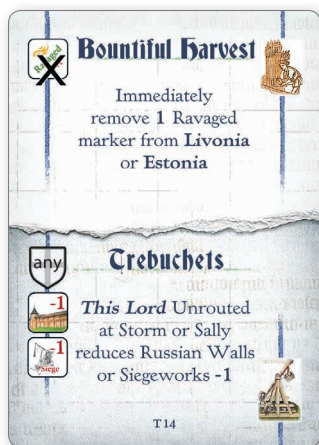 Ravaged
Bountiful Harvest
Immediately
remove 1 Ravaged
marker from Livonia
or Estonia
any
Trebuchets
-1
This Lord Unrouted
at Storm or Sally
-1
reduces Russian Walls
Siege
or Siegeworks -1
T14